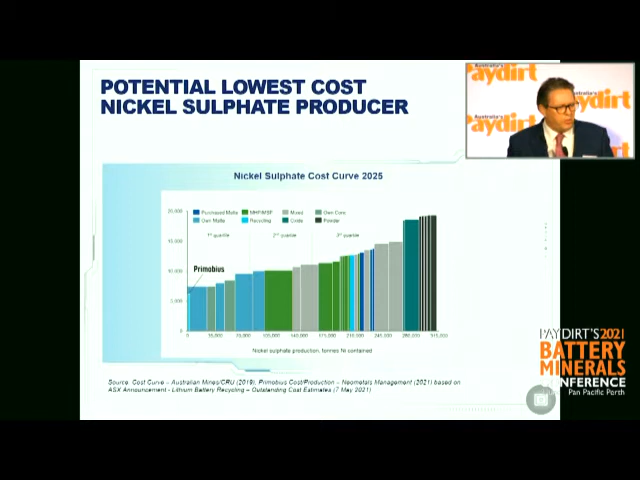 POTENTIAL LOWEST COST
NICKEL SULPHATE PRODUCER
Australia's
Paydirt
Australia's
Paydirt
Nickel Sulphate Cost Curve 2025
Purchased Matte
MHP/MSP
Mixed
Own Conc
Own Matte
Recycling
Oxide
Powder
1st quartile
2nd quartile
3rd quartile
20,000
15,000
10,000
5,000
0
Primobius
0 35,000 70,000 105,000 140,000 175,000 210,000 245,000 280,000 315,000
Nickel sulphate production, tonnes Ni contained
Source: Cost Curve – Australian Mines/CRU (2019), Primobius Cost/Production – Neometals Management (2021) based on
ASX Announcement - Lithium Battery Recycling – Outstanding Cost Estimates (7 May 2021)
PAYDIRT'S 2021
BATTERY
MINERALS
CONFERENCE
Pan Pacific Perth